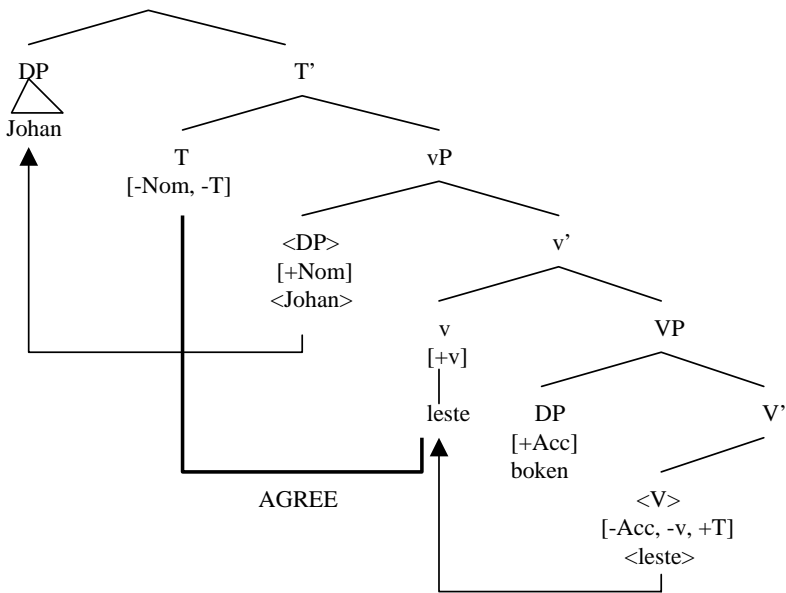 DP
T’
Johan
T
[-Nom, -T]
vP
<DP>
[+Nom]
<Johan>
v’
v
[+v]
VP
leste
DP
[+Acc]
boken
V’
AGREE
<V>
[-Acc, -v, +T]
<leste>